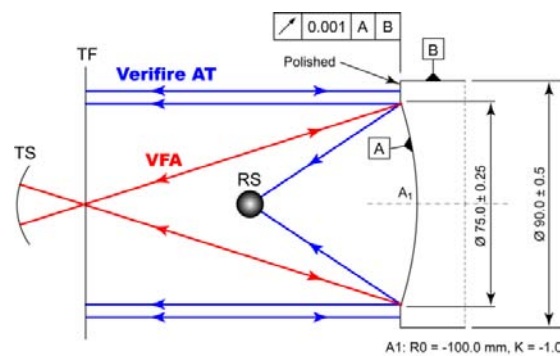 0.001 A B
TF
B
Verifire AT
Polished
TS
VFA
A
RS
A1
Ø 75.0 ± 0.25
Ø 90.0 ± 0.5
A1: R0 = -100.0 mm, K = -1.0